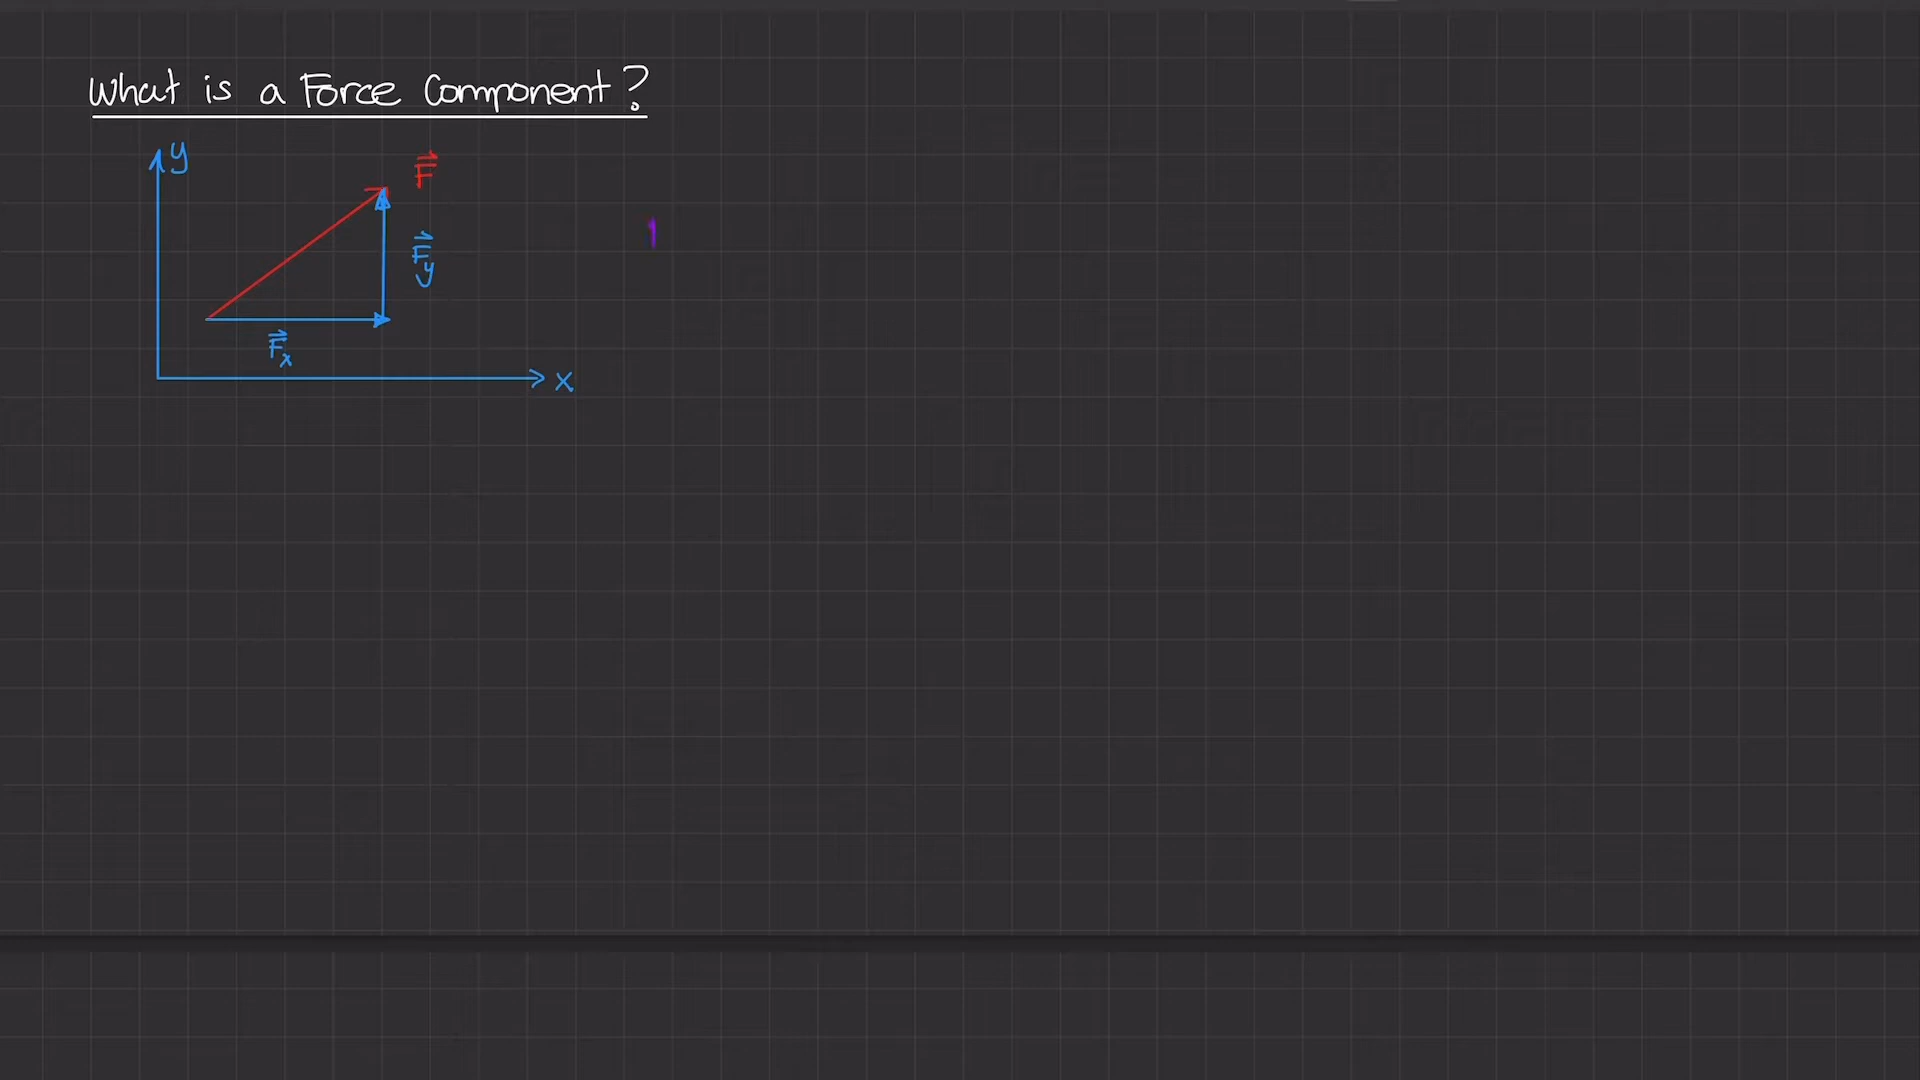 What is a Force Component?
y
F⃗
F⃗y
F⃗x
x